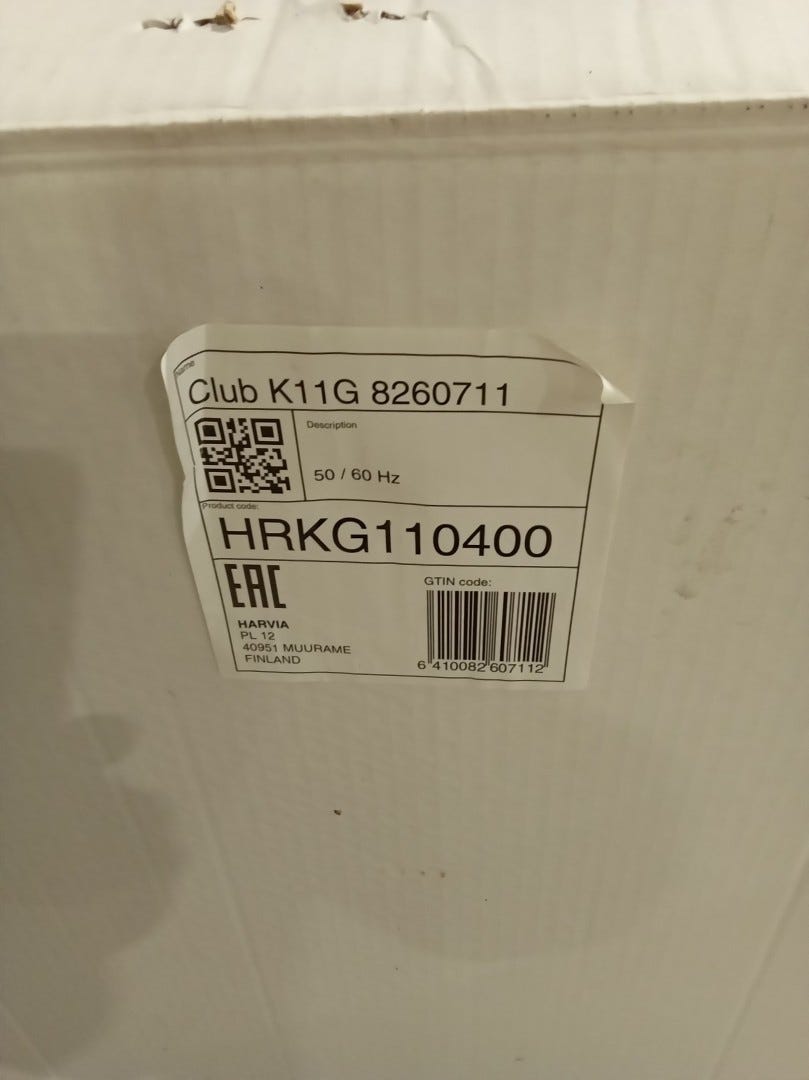 Name
Club K11G 8260711
Description
50 / 60 Hz
Product code:
HRKG110400
EAC
GTIN code:
HARVIA
PL 12
40951 MUURAME
FINLAND
6 410082 607112